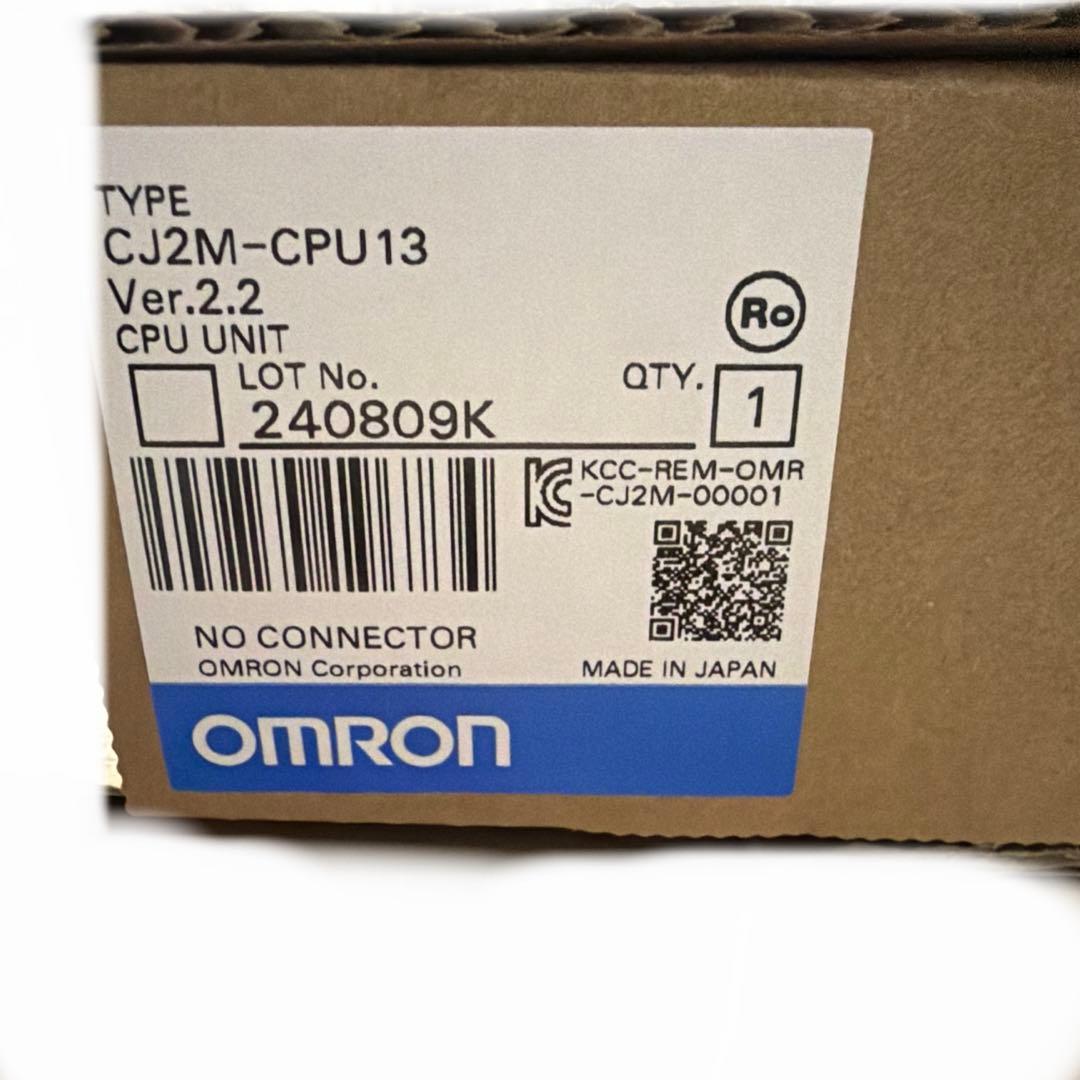 TYPE
CJ2M-CPU13
Ver.2.2
CPU UNIT
Ro
LOT No.
240809K
QTY.
1
KCC-REM-OMR
-CJ2M-00001
NO CONNECTOR
OMRON Corporation
MADE IN JAPAN
OMRON